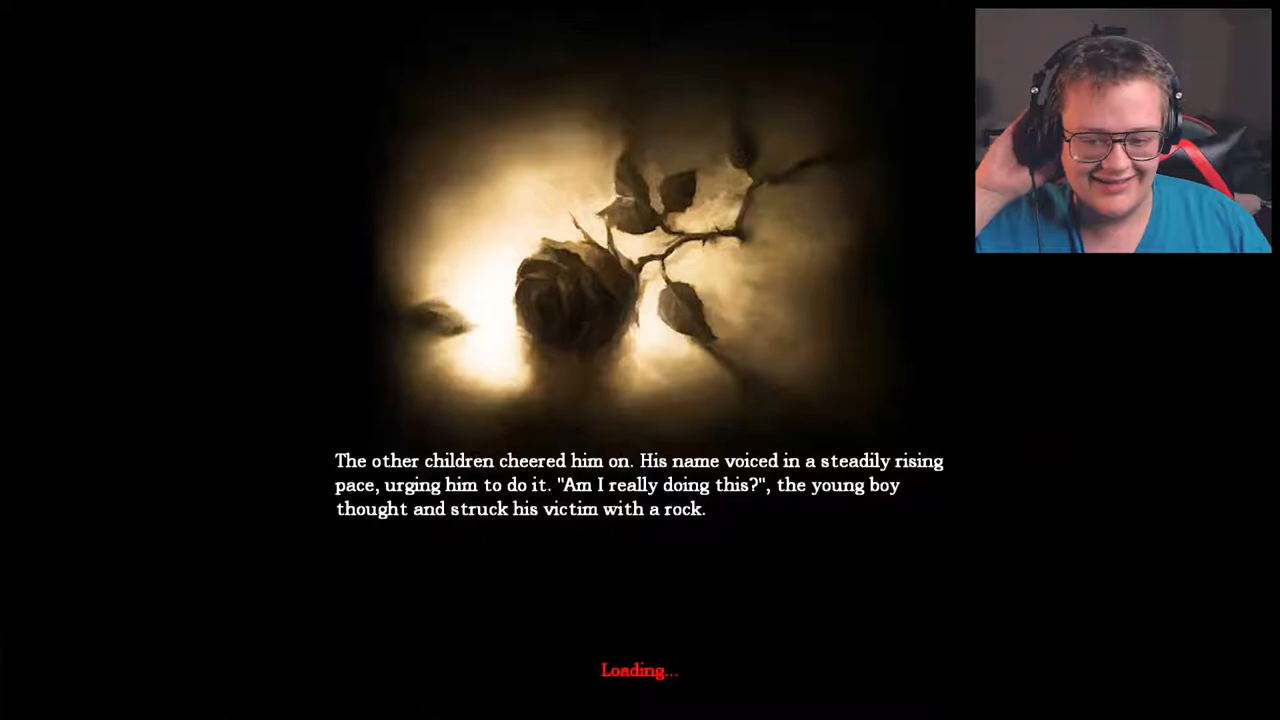 The other children cheered him on. His name voiced in a steadily rising
pace, urging him to do it. "Am I really doing this?", the young boy
thought and struck his victim with a rock.
Loading...